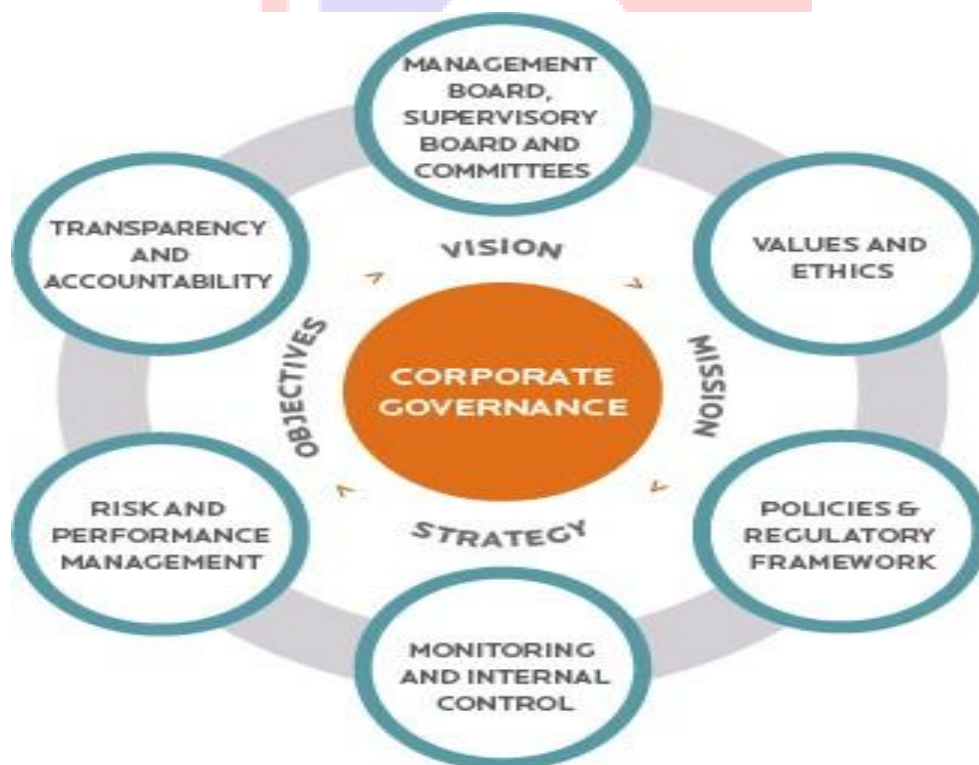 MANAGEMENT
BOARD,
SUPERVISORY
BOARD AND
COMMITTEES
TRANSPARENCY
AND
ACCOUNTABILITY
VALUES AND
ETHICS
VISION
OBJECTIVES
MISSION
CORPORATE
GOVERNANCE
STRATEGY
RISK AND
PERFORMANCE
MANAGEMENT
POLICIES &
REGULATORY
FRAMEWORK
MONITORING
AND INTERNAL
CONTROL